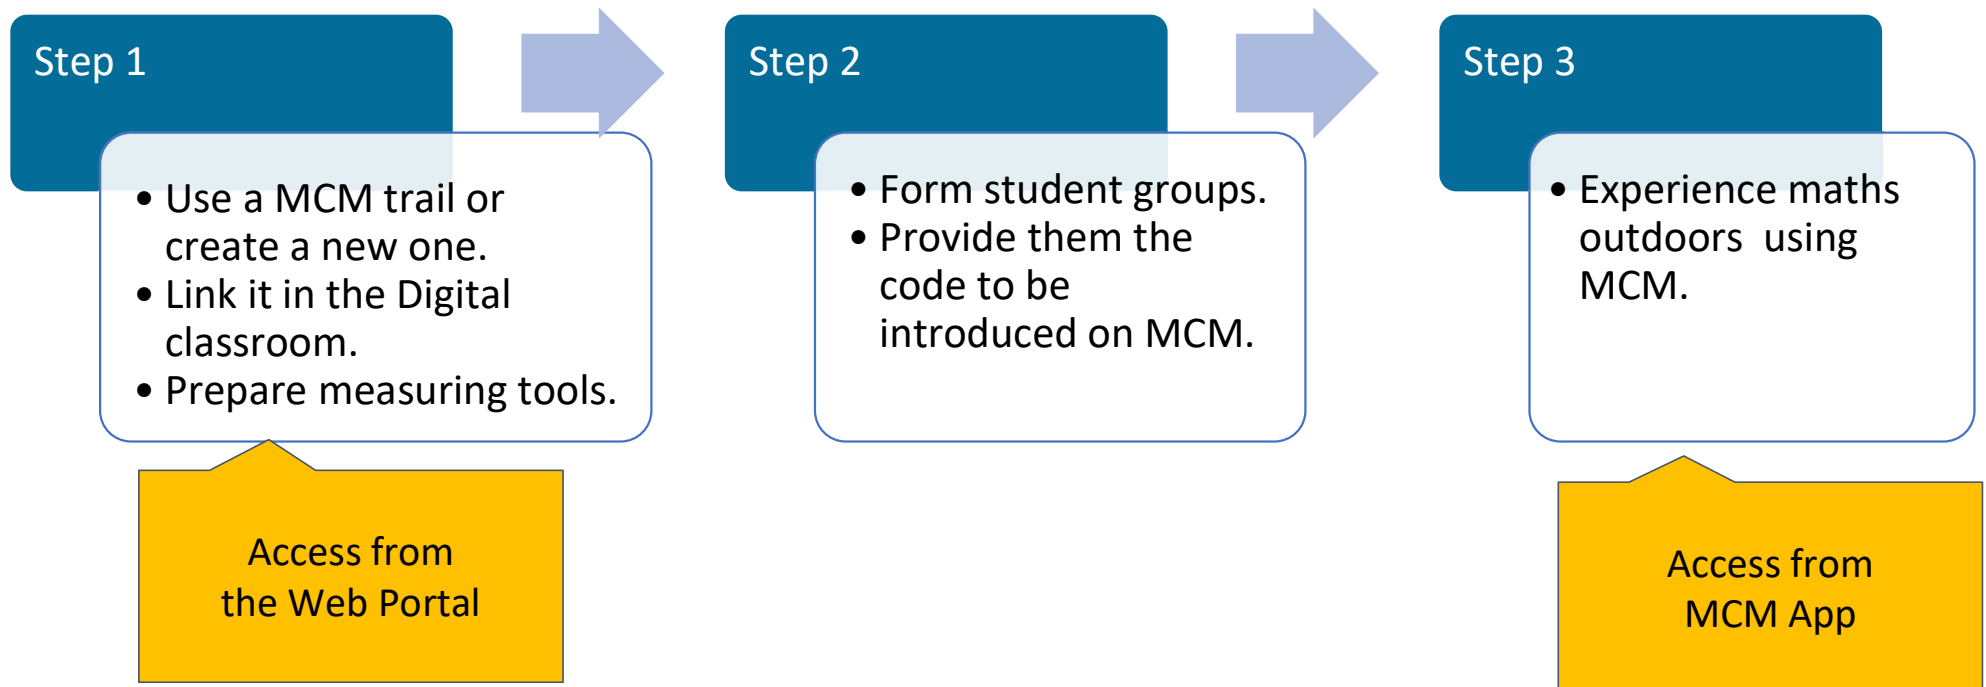 Step 1
• Use a MCM trail or
create a new one.
• Link it in the Digital
classroom.
• Prepare measuring tools.
Access from
the Web Portal
Step 2
• Form student groups.
• Provide them the
code to be
introduced on MCM.
Step 3
• Experience maths
outdoors using
MCM.
Access from
MCM App